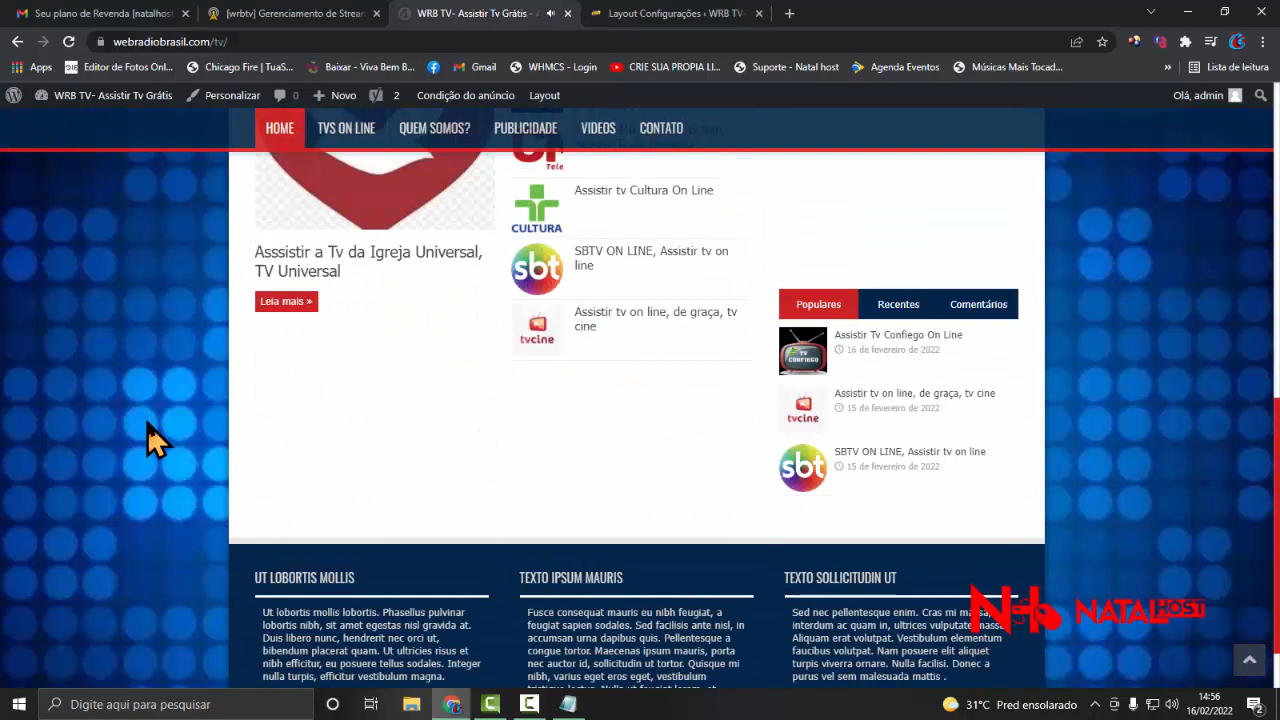 Seu plano de Revenda [natalhost]
[wrbtv] Gerenciamento de Stream
WRB TV- Assistir Tv Grátis -
Layout Configurações ‹ WRB TV-
webradiobrasil.com/tv/
Apps
Editor de Fotos Onl...
Chicago Fire | TuaS...
Baixar - Viva Bem B...
Gmail
WHMCS - Login
CRIE SUA PROPIA LI...
Suporte - Natal host
Agenda Eventos
Músicas Mais Tocad...
»
Lista de leitura
WRB TV- Assistir Tv Grátis
Personalizar
0
Novo
2
Condição do anúncio
Layout
Olá, admin
HOME
TVS ON LINE
QUEM SOMOS?
PUBLICIDADE
VIDEOS
CONTATO
Tele
Assistir tv Cultura On Line
CULTURA
Asssistir a Tv da Igreja Universal,
TV Universal
Leia mais »
sbt
SBTV ON LINE, Assistir tv on
line
tvcine
Assistir tv on line, de graça, tv
cine
Populares
Recentes
Comentários
TV
CONFIEGO
Assistir Tv Confiego On Line
16 de fevereiro de 2022
tvcine
Assistir tv on line, de graça, tv cine
15 de fevereiro de 2022
sbt
SBTV ON LINE, Assistir tv on line
15 de fevereiro de 2022
UT LOBORTIS MOLLIS
Ut lobortis mollis lobortis. Phasellus pulvinar
lobortis nibh, sit amet egestas nisl gravida at.
Duis libero nunc, hendrerit nec orci ut,
bibendum placerat quam. Ut ultricies risus et
nibh efficitur, eu posuere tellus sodales. Integer
nulla turpis, efficitur vestibulum magna.
TEXTO IPSUM MAURIS
Fusce consequat mauris eu nibh feugiat, a
feugiat sapien sodales. Sed facilisis ante nisl, in
accumsan urna dapibus quis. Pellentesque a
congue tortor. Maecenas ipsum mauris, porta
nec auctor id, sollicitudin ut tortor. Quisque mi
nibh, varius eget eros eget, vestibulum
TEXTO SOLLICITUDIN UT
Sed nec pellentesque enim. Cras mi massa,
interdum ac quam in, ultrices vulputate
Aliquam erat volutpat. Vestibulum elementum
faucibus volutpat. Nam posuere elit aliquet
turpis viverra ornare. Nulla facilisi. Donec a
purus vel sem malesuada mattis .
NATALHOST
Digite aqui para pesquisar
31°C Pred ensolarado
14:56
16/02/2022
2